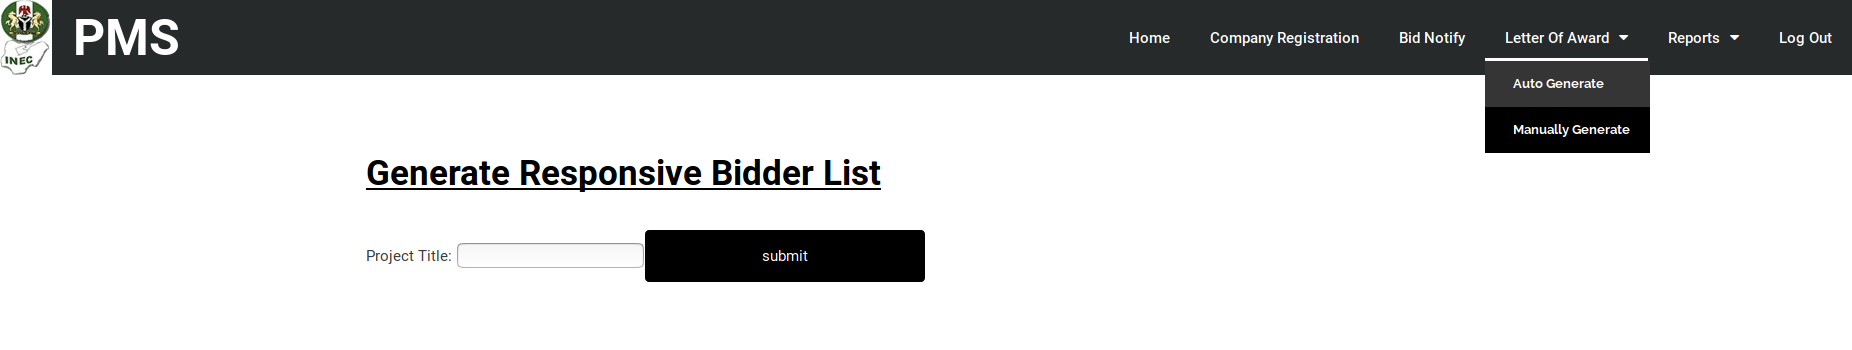 INEC
PMS
Home Company Registration Bid Notify Letter Of Award Reports Log Out
Auto Generate
Manually Generate
Generate Responsive Bidder List
Project Title: submit